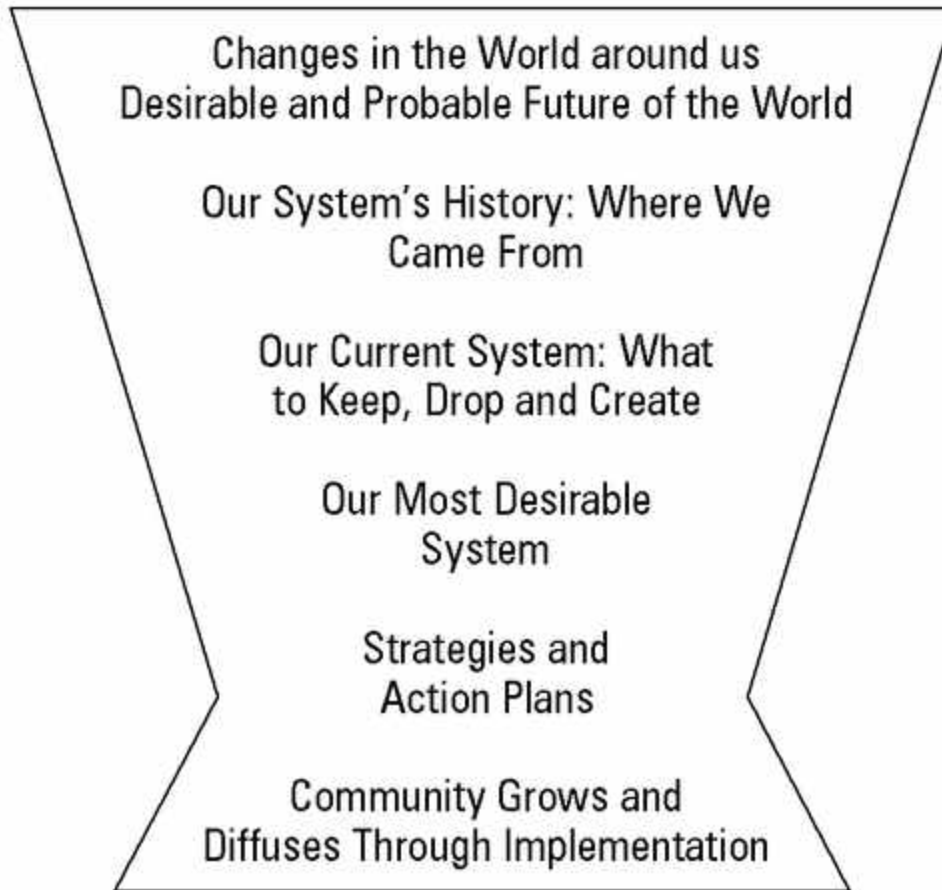 Changes in the World around us
Desirable and Probable Future of the World
Our System's History: Where We
Came From
Our Current System: What
to Keep, Drop and Create
Our Most Desirable
System
Strategies and
Action Plans
Community Grows and
Diffuses Through Implementation